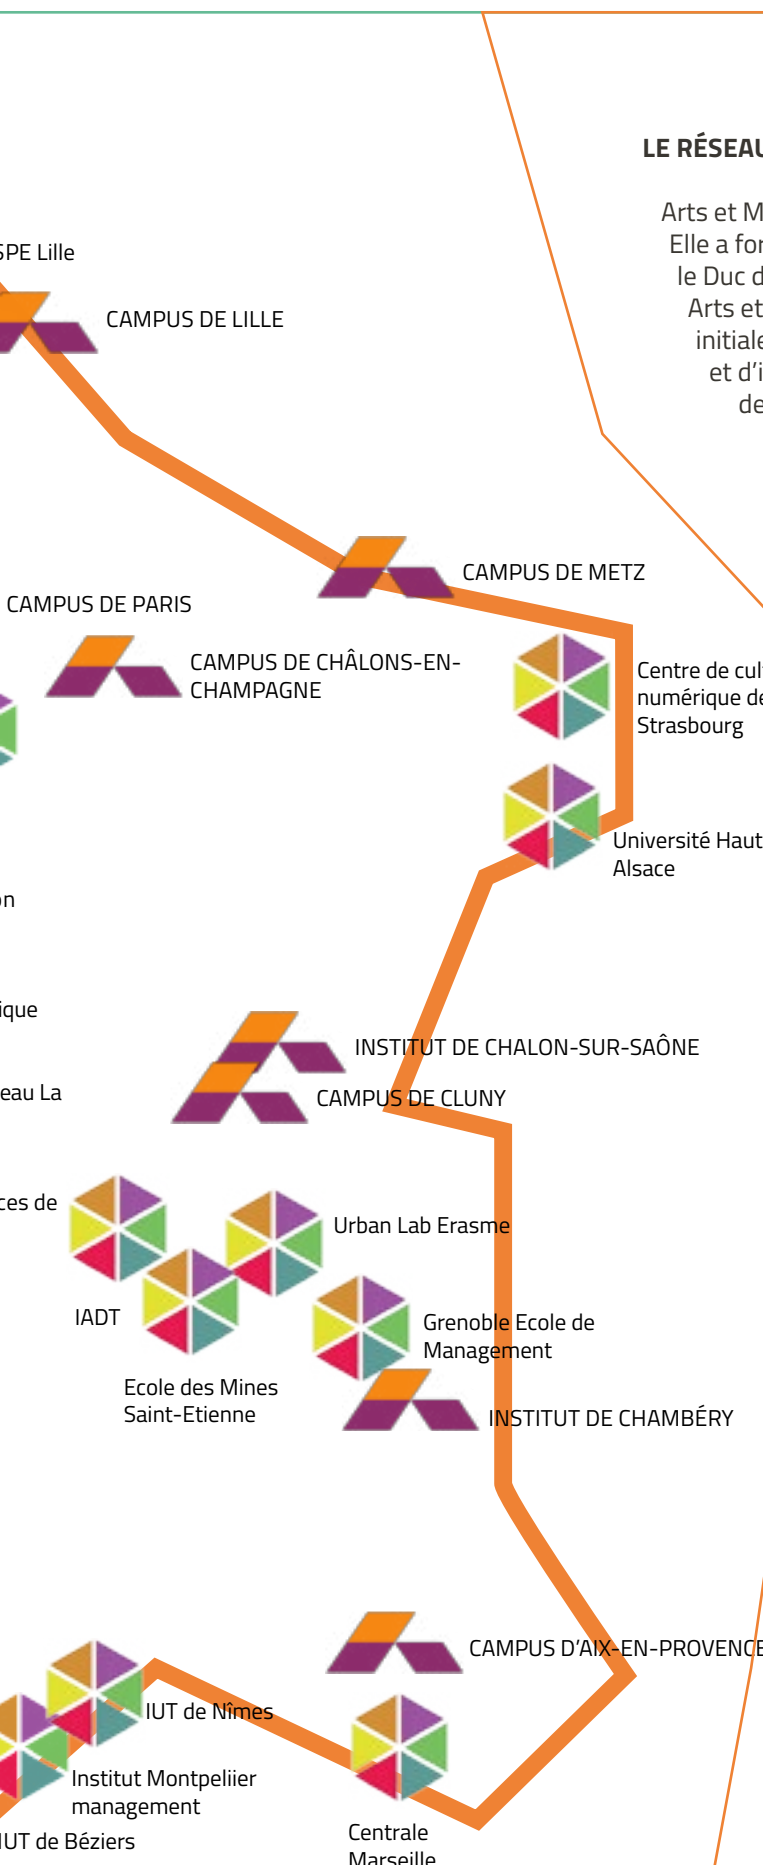 LE RÉSEAU
Arts et M
Elle a for
le Duc d
Arts et
initiale
et d'i
de
SPE Lille
CAMPUS DE LILLE
CAMPUS DE METZ
CAMPUS DE PARIS
CAMPUS DE CHÂLONS-EN-
CHAMPAGNE
Centre de cul
numérique de
Strasbourg
Université Haut
Alsace
on
ique
INSTITUT DE CHALON-SUR-SAÔNE
eau La
CAMPUS DE CLUNY
ces de
Urban Lab Erasme
IADT
Grenoble Ecole de
Management
Ecole des Mines
Saint-Etienne
INSTITUT DE CHAMBÉRY
CAMPUS D'AIX-EN-PROVENCE
IUT de Nîmes
Institut Montpeliier
management
IUT de Béziers
Centrale
Marseille